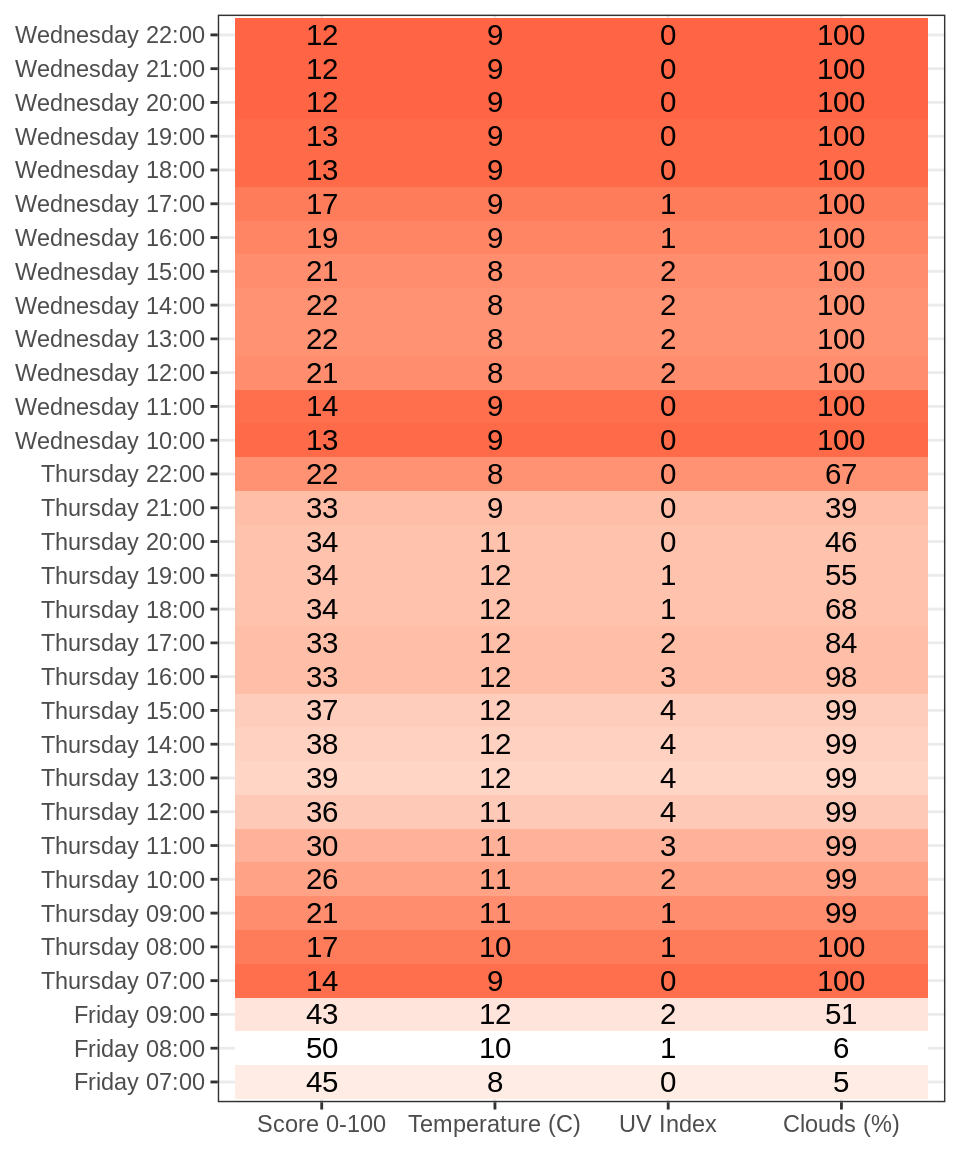 Wednesday 22:00 12 9 0 100
Wednesday 21:00 12 9 0 100
Wednesday 20:00 12 9 0 100
Wednesday 19:00 13 9 0 100
Wednesday 18:00 13 9 0 100
Wednesday 17:00 17 9 1 100
Wednesday 16:00 19 9 1 100
Wednesday 15:00 21 8 2 100
Wednesday 14:00 22 8 2 100
Wednesday 13:00 22 8 2 100
Wednesday 12:00 21 8 2 100
Wednesday 11:00 14 9 0 100
Wednesday 10:00 13 9 0 100
Thursday 22:00 22 8 0 67
Thursday 21:00 33 9 0 39
Thursday 20:00 34 11 0 46
Thursday 19:00 34 12 1 55
Thursday 18:00 34 12 1 68
Thursday 17:00 33 12 2 84
Thursday 16:00 33 12 3 98
Thursday 15:00 37 12 4 99
Thursday 14:00 38 12 4 99
Thursday 13:00 39 12 4 99
Thursday 12:00 36 11 4 99
Thursday 11:00 30 11 3 99
Thursday 10:00 26 11 2 99
Thursday 09:00 21 11 1 99
Thursday 08:00 17 10 1 100
Thursday 07:00 14 9 0 100
Friday 09:00 43 12 2 51
Friday 08:00 50 10 1 6
Friday 07:00 45 8 0 5
Score 0-100 Temperature (C) UV Index Clouds (%)